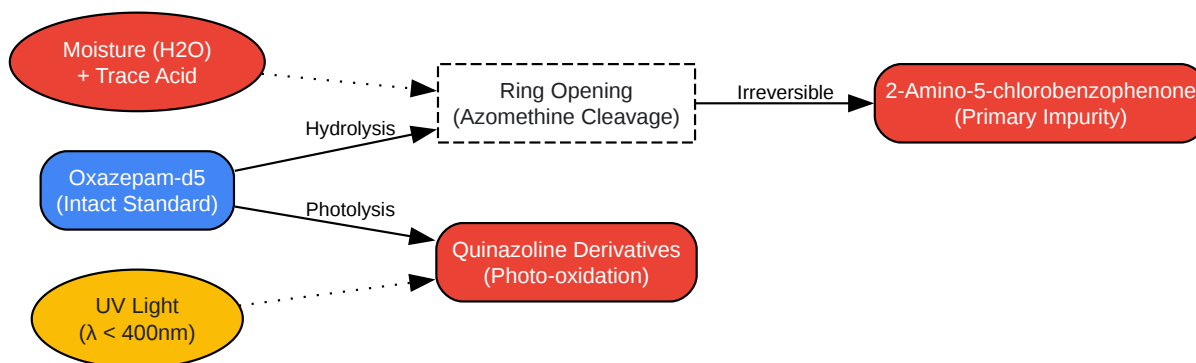 Moisture (H2O)
+ Trace Acid
Ring Opening
(Azomethine Cleavage)
Irreversible
2-Amino-5-chlorobenzophenone
(Primary Impurity)
Hydrolysis
Oxazepam-d5
(Intact Standard)
Photolysis
Quinazoline Derivatives
(Photo-oxidation)
UV Light
(λ < 400nm)